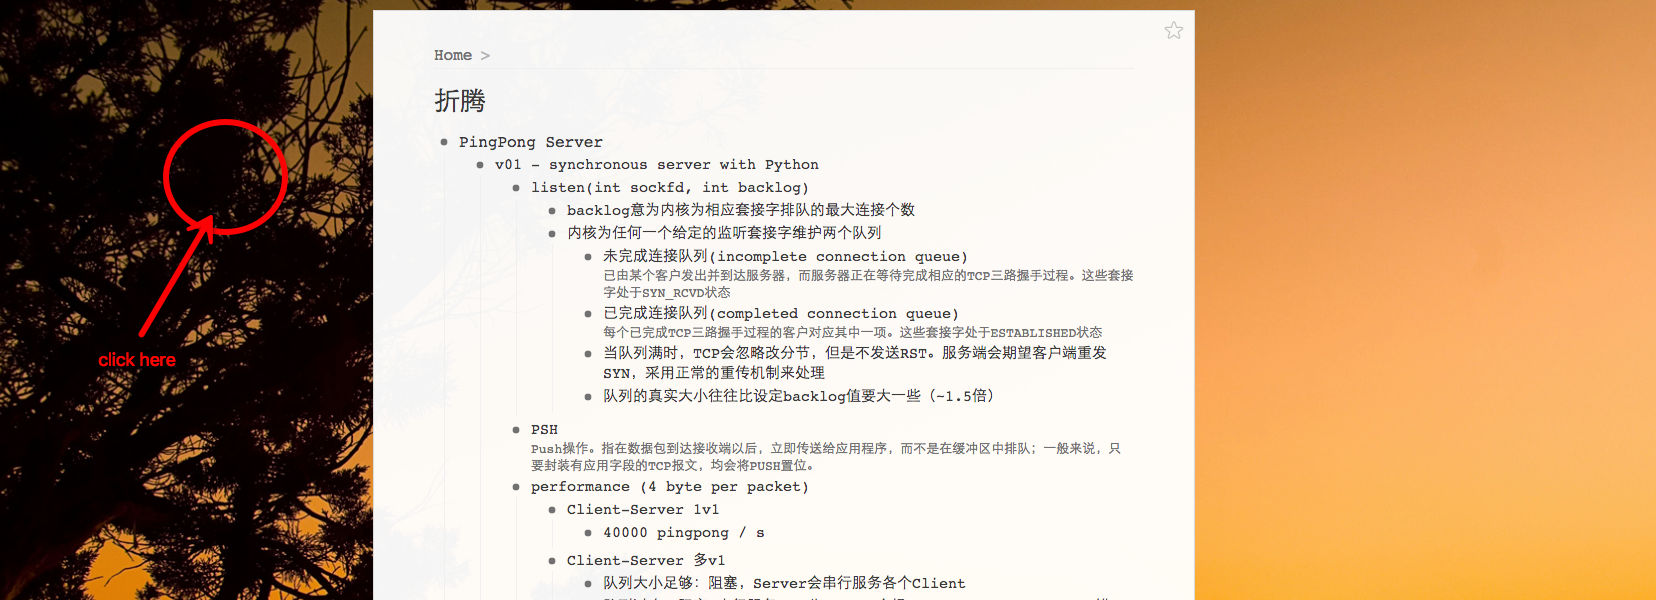 Home >
折腾
PingPong Server
v01 - synchronous server with Python
listen(int sockfd, int backlog)
backlog意为内核为相应套接字排队的最大连接个数
内核为任何一个给定的监听套接字维护两个队列
未完成连接队列(incomplete connection queue)
已由某个客户发出并到达服务器，而服务器正在等待完成相应的TCP三路握手过程。这些套接
字处于SYN_RCVD状态
已完成连接队列(completed connection queue)
每个已完成TCP三路握手过程的客户对应其中一项。这些套接字处于ESTABLISHED状态
当队列满时，TCP会忽略改分节，但是不发送RST。服务端会期望客户端重发
SYN，采用正常的重传机制来处理
队列的真实大小往往比设定backlog值要大一些（~1.5倍）
click here
PSH
Push操作。指在数据包到达接收端以后，立即传送给应用程序，而不是在缓冲区中排队；一般来说，只
要封装有应用字段的TCP报文，均会将PUSH置位。
performance (4 byte per packet)
Client-Server 1v1
40000 pingpong / s
Client-Server 多v1
队列大小足够：阻塞，Server会串行服务各个Client